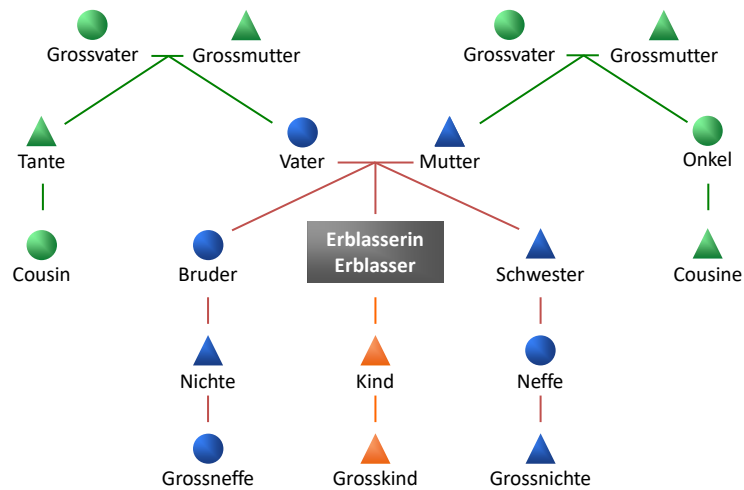 Grossvater
Grossmutter
Grossvater
Grossmutter
Tante
Vater
Mutter
Onkel
Cousin
Bruder
Erblasserin
Erblasser
Schwester
Cousine
Nichte
Kind
Neffe
Grossneffe
Grosskind
Grossnichte